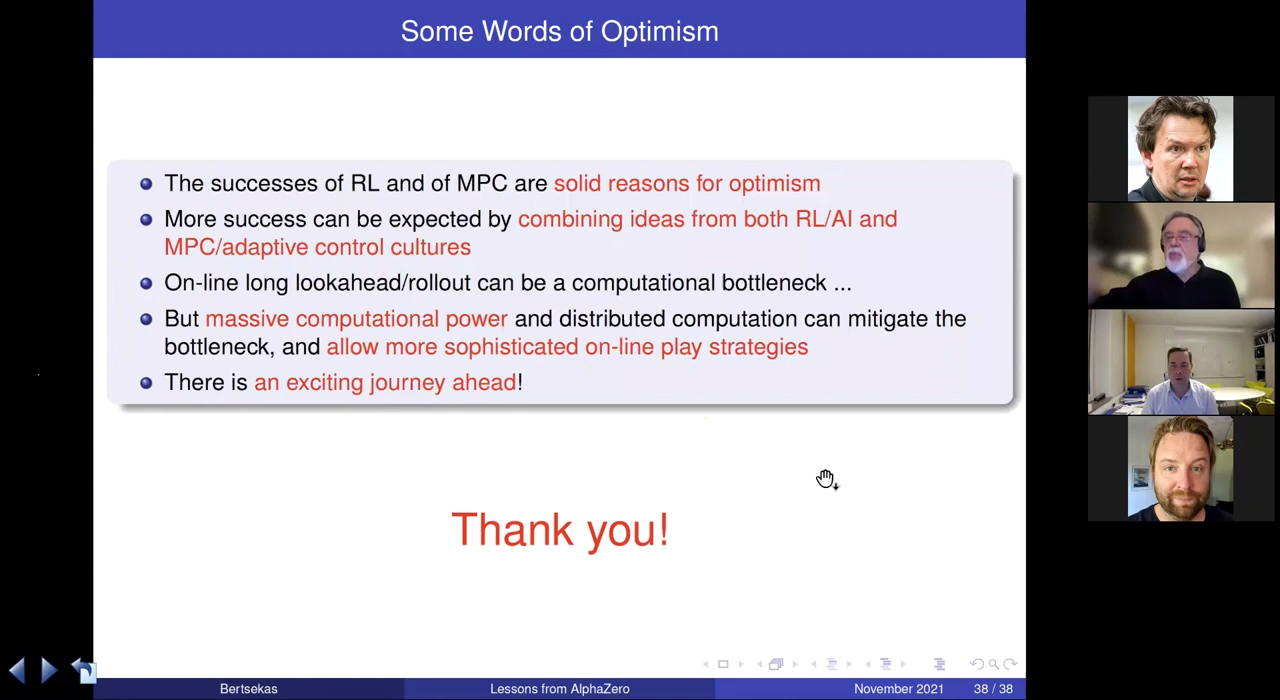 Some Words of Optimism
The successes of RL and of MPC are solid reasons for optimism
More success can be expected by combining ideas from both RL/AI and
MPC/adaptive control cultures
On-line long lookahead/rollout can be a computational bottleneck ...
But massive computational power and distributed computation can mitigate the
bottleneck, and allow more sophisticated on-line play strategies
There is an exciting journey ahead!
Thank you!
Bertsekas
Lessons from AlphaZero
November 2021
38 / 38